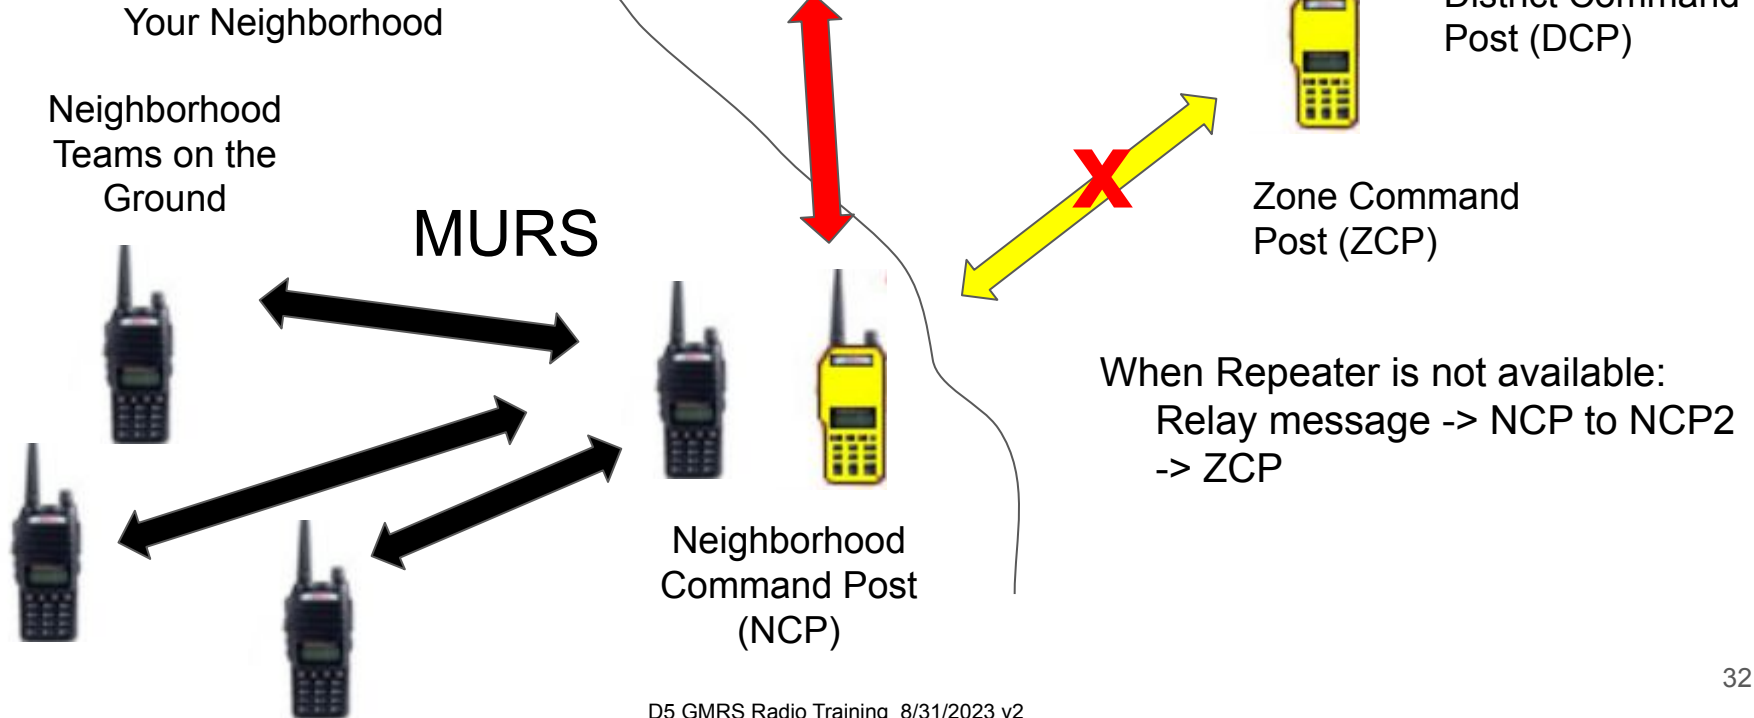 Your Neighborhood
District Command
Post (DCP)
Neighborhood
Teams on the
Ground
MURS
X
Zone Command
Post (ZCP)
When Repeater is not available:
Relay message -> NCP to NCP2
-> ZCP
Neighborhood
Command Post
(NCP)
32
D5 GMRS Radio Training 8/31/2023 v2